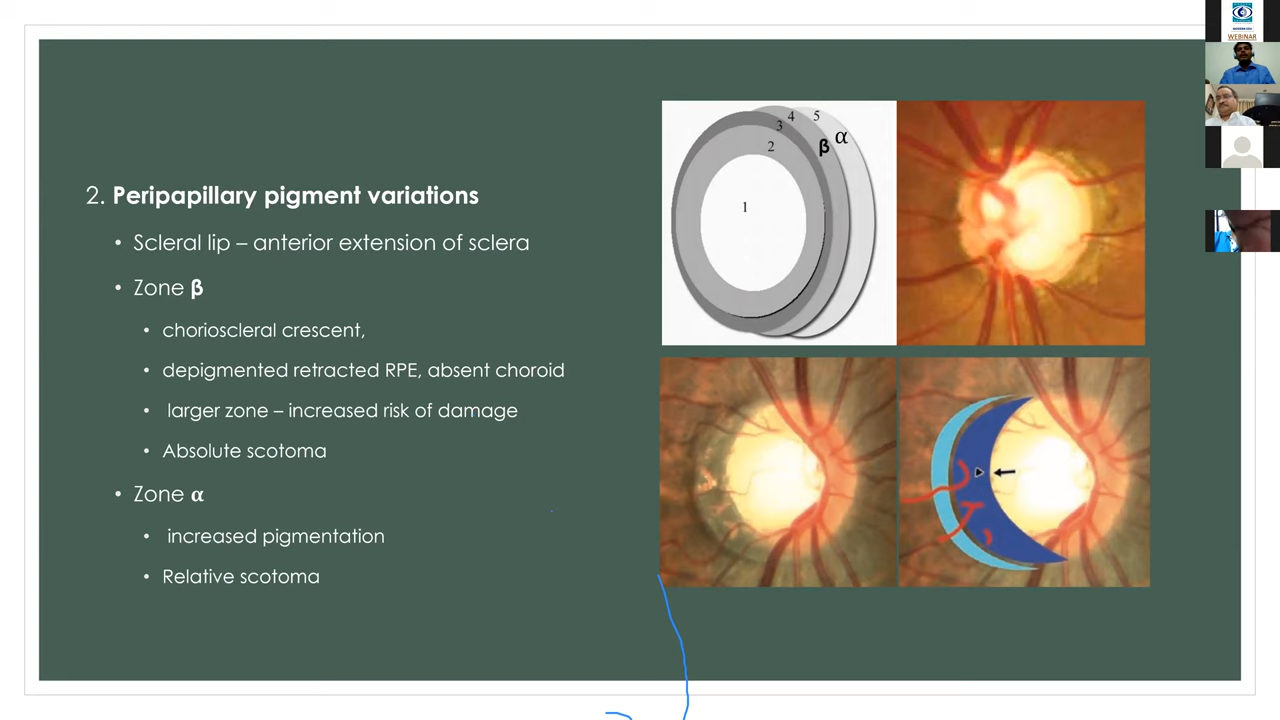 WEBINAR
2. Peripapillary pigment variations
• Scleral lip – anterior extension of sclera
• Zone β
• chorioscleral crescent,
• depigmented retracted RPE, absent choroid
• larger zone – increased risk of damage
• Absolute scotoma
• Zone α
• increased pigmentation
• Relative scotoma
1
2
3
4
5
β
α